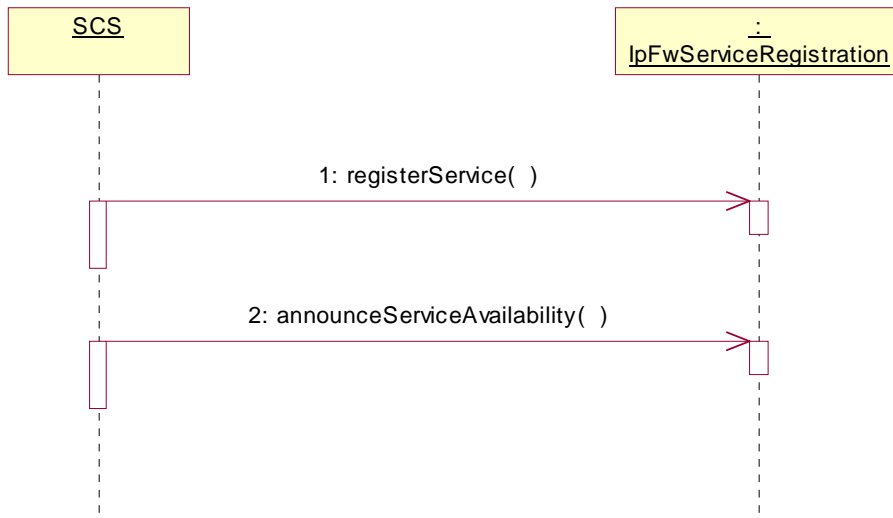 SCS
:
IpFwServiceRegistration
1: registerService( )
2: announceServiceAvailability( )